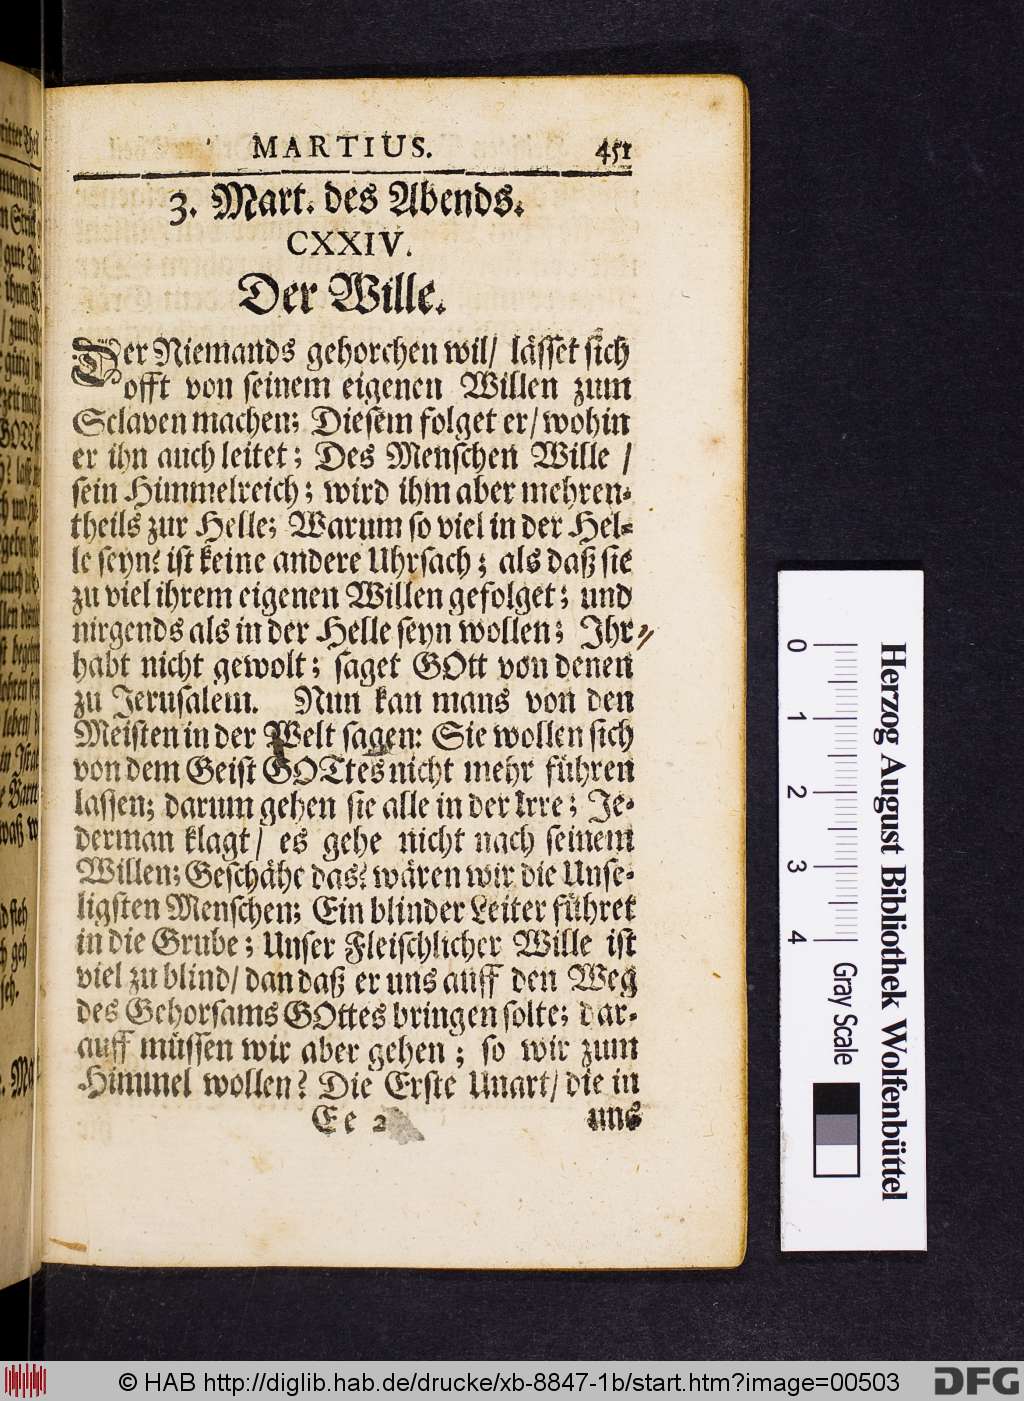 MARTIUS. 451
3. Mart. des Abends.
CXXIV.
Der Wille.
Der Niemands gehorchen wil/ lässet sich
offt von seinem eigenen Willen zum
Sclaven machen; Diesem folget er/ wohin
er ihn auch leitet; Des Menschen Wille /
sein Himmelreich; wird ihm aber mehren-
theils zur Helle; Warum so viel in der Hel-
le seyn? ist keine andere Uhrsach; als daß sie
zu viel ihrem eigenen Willen gefolget; und
nirgends als in der Helle seyn wollen; Ihr
habt nicht gewolt; saget GOtt von denen
zu Jerusalem. Nun kan mans von den
Meisten in der Welt sagen: Sie wollen sich
von dem Geist GOTtes nicht mehr führen
lassen; darum gehen sie alle in der Irre; Je-
derman klagt/ es gehe nicht nach seinem
Willen; Geschähe das? wären wir die Unse-
ligsten Menschen; Ein blinder Leiter führet
in die Grube; Unser Fleischlicher Wille ist
viel zu blind/ dan daß er uns auff den Weg
des Gehorsams GOttes bringen solte; dar-
auff müssen wir aber gehen; so wir zum
Himmel wollen? Die Erste Unart/ die in
Ee 2 uns
Herzog August Bibliothek Wolfenbüttel
0 1 2 3 4 Gray Scale
© HAB http://diglib.hab.de/drucke/xb-8847-1b/start.htm?image=00503
DFG